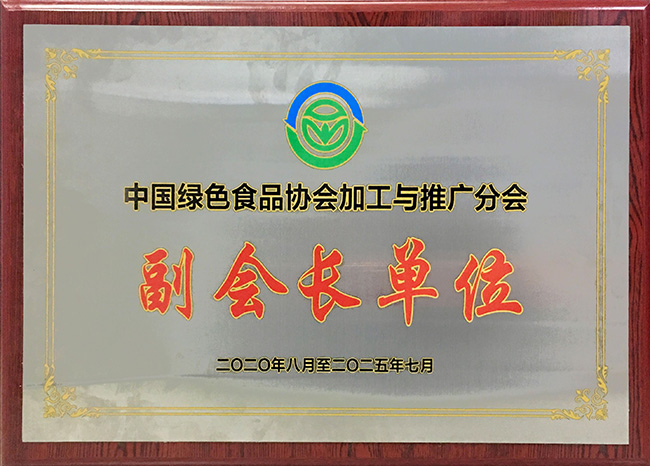 中国绿色食品协会加工与推广分会
副会长单位
二〇二〇年八月至二〇二五年七月